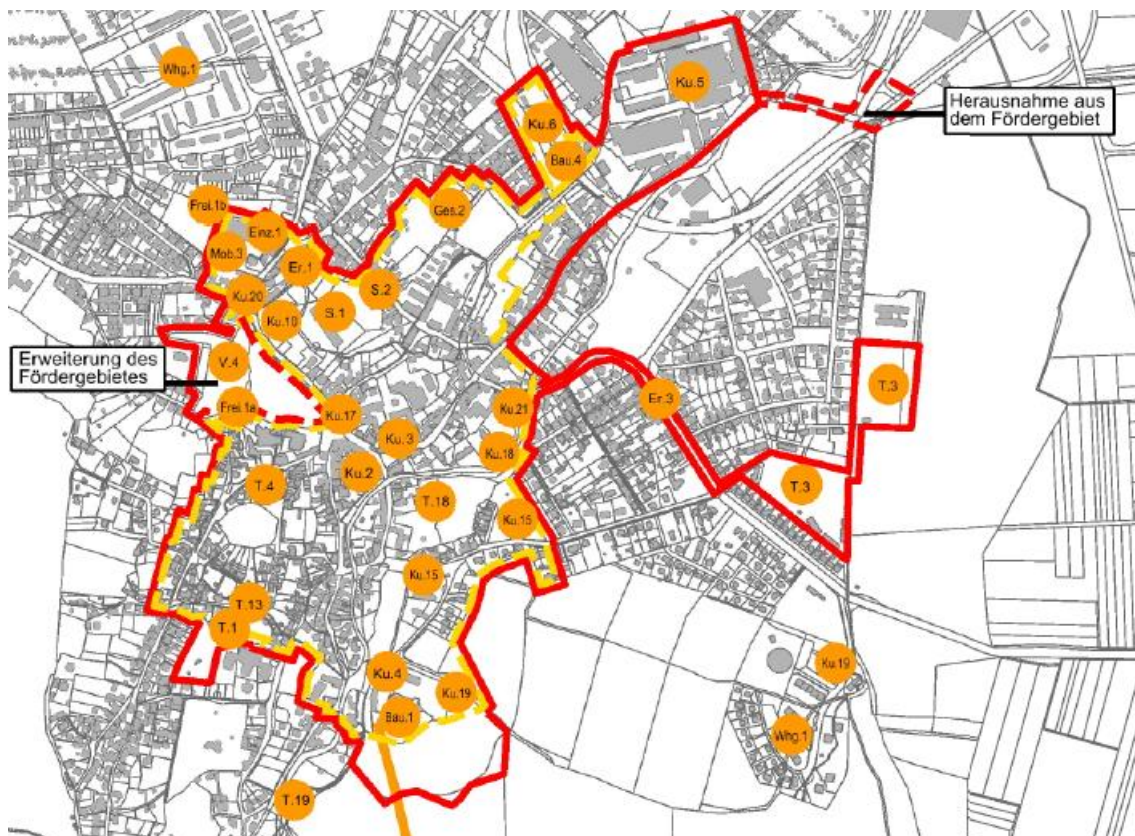 Whg.1
Ku.5
Herausnahme aus
dem Fördergebiet
Ku.6
Bau.4
Frei.1b
Ges.2
Einz.1
Mob.3
Er.1
S.2
Ku.20
S.1
Ku.10
Erweiterung des
Fördergebietes
V.4
T.3
Er.3
Frei.1a
Ku.17
Ku.21
Ku.3
Ku.18
Ku.2
T.4
T.3
T.18
Ku.15
Ku.15
T.13
T.1
Ku.4
Ku.19
Ku.19
Bau.1
Whg.1
T.19